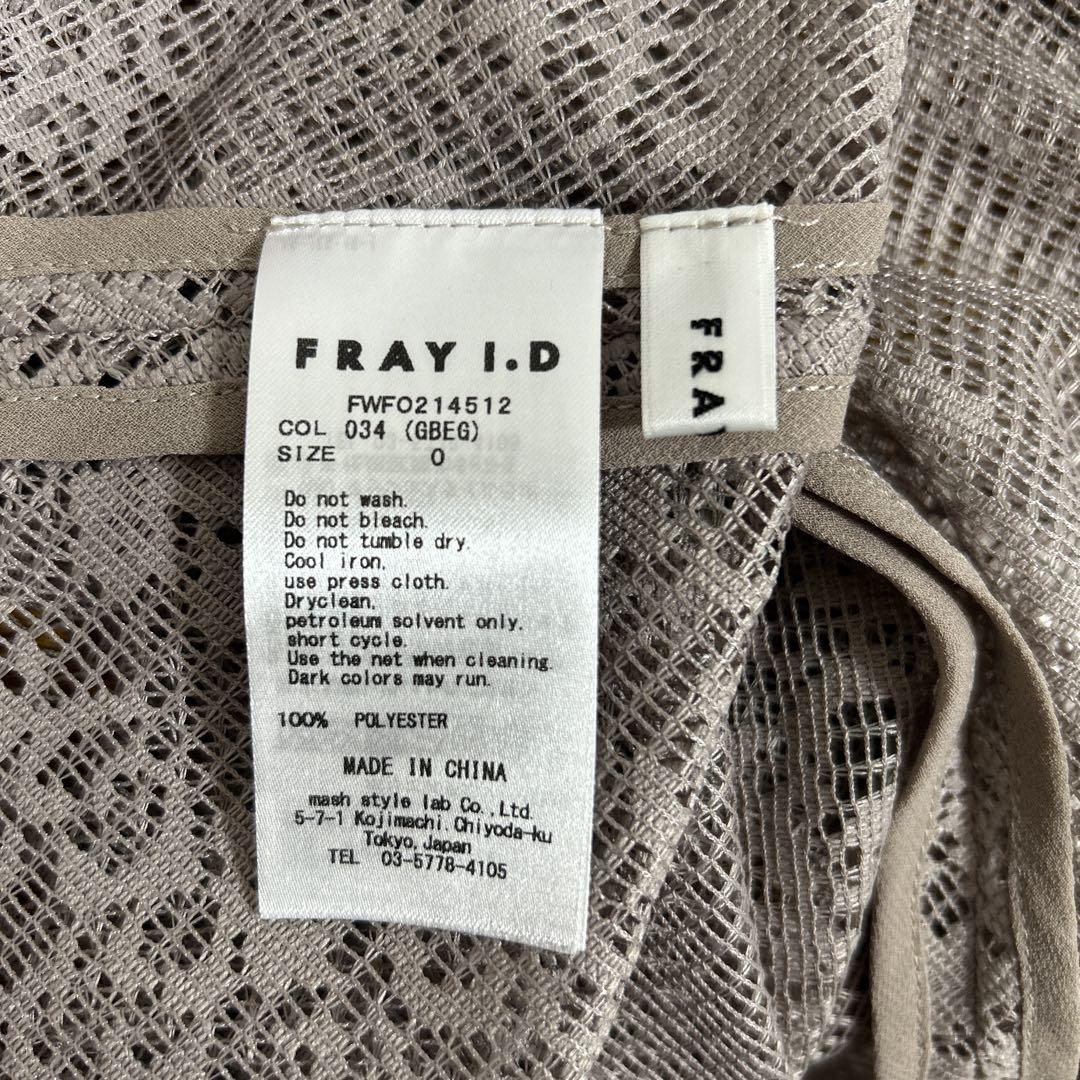 FRAY I.D
FWFO214512
COL 034 (GBEG)
SIZE 0
Do not wash.
Do not bleach.
Do not tumble dry.
Cool iron.
use press cloth.
Dryclean,
petroleum solvent only.
short cycle.
Use the net when cleaning.
Dark colors may run.
100% POLYESTER
MADE IN CHINA
mash style lab Co.,Ltd.
5-7-1 Kojimachi, Chiyoda-ku
Tokyo, Japan
TEL 03-5778-4105
FRA